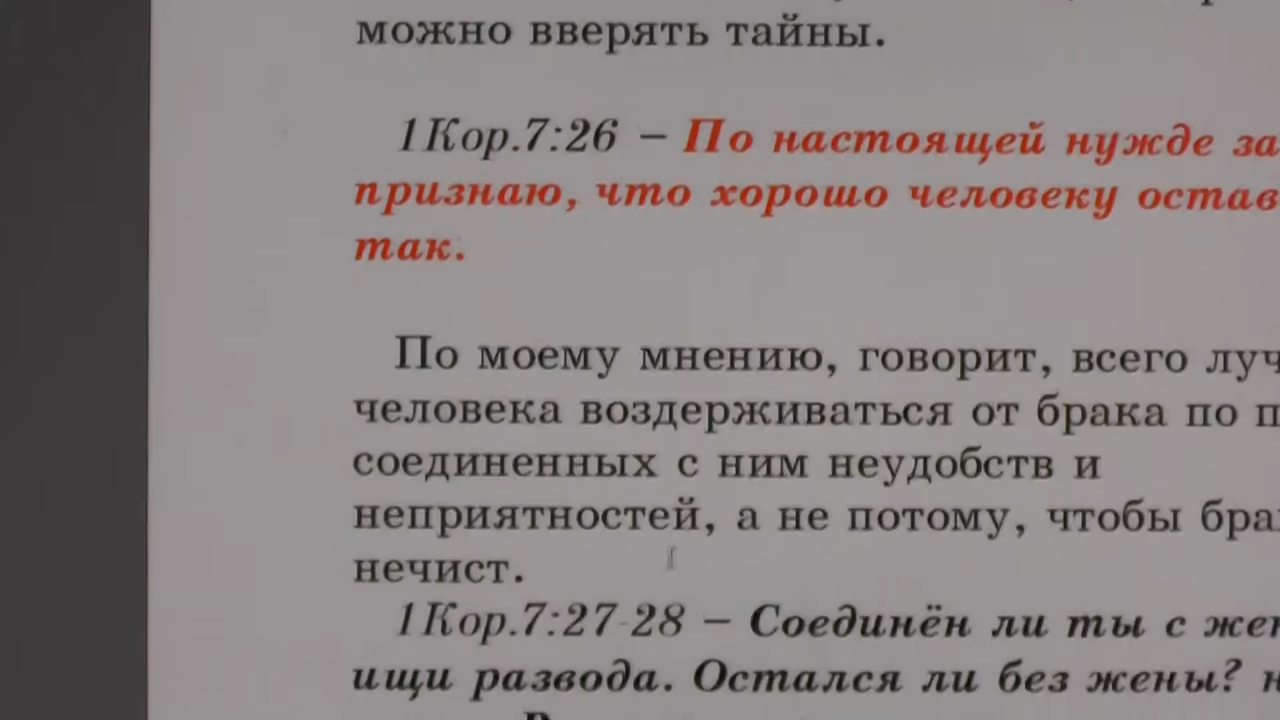 можно вверять тайны.
1Кор.7:26 – По настоящей нужде за
признаю, что хорошо человеку остав
так.
По моему мнению, говорит, всего луч
человека воздерживаться от брака по п
соединенных с ним неудобств и
неприятностей, а не потому, чтобы бра
нечист.
1Кор.7:27-28 – Соединён ли ты с жен
ищи развода. Остался ли без жены? н